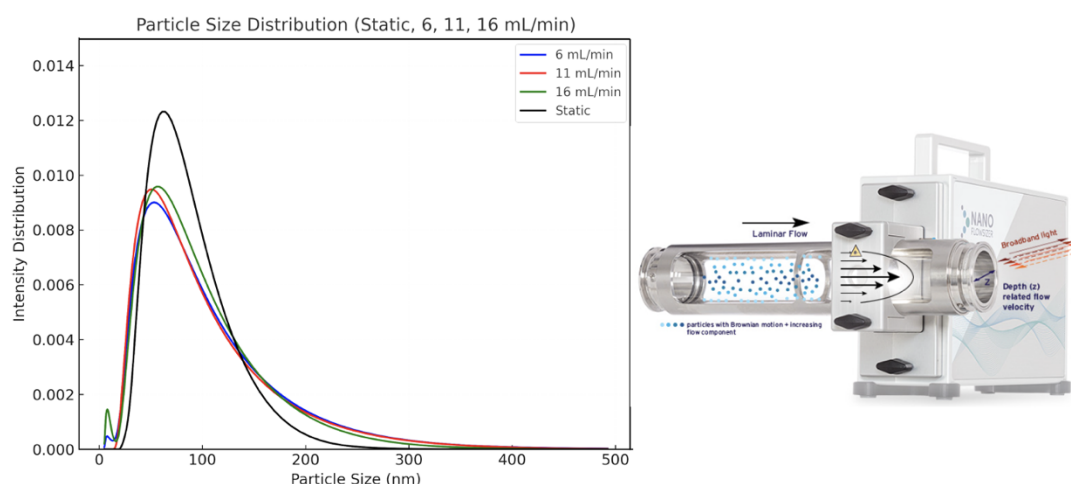 Particle Size Distribution (Static, 6, 11, 16 mL/min)
6 mL/min
11 mL/min
16 mL/min
Static
Intensity Distribution
0.014
0.012
0.010
0.008
0.006
0.004
0.002
0.000
0
100
200
300
400
500
Particle Size (nm)
Laminar Flow
NANO
FLOWSIZER
Broadband light
z
Depth (z)
related flow
velocity
particles with Brownian motion + increasing
flow component